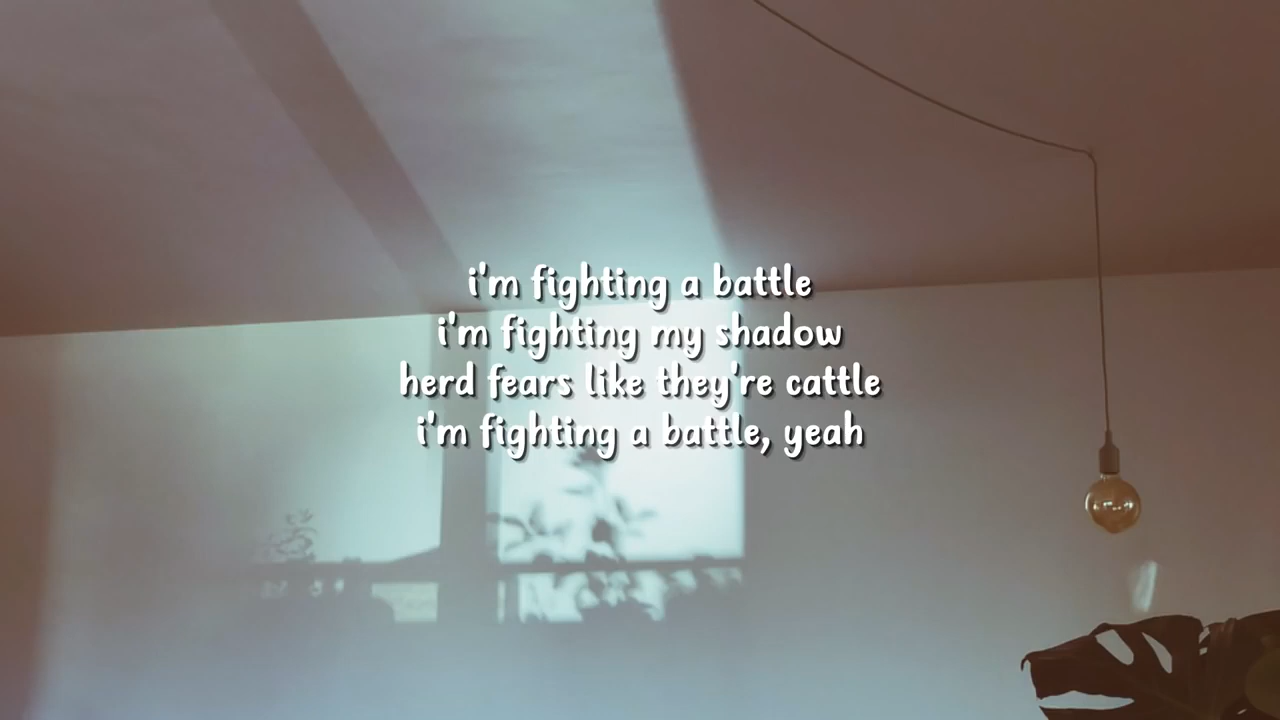 i'm fighting a battle
i'm fighting my shadow
herd fears like they're cattle
i'm fighting a battle, yeah